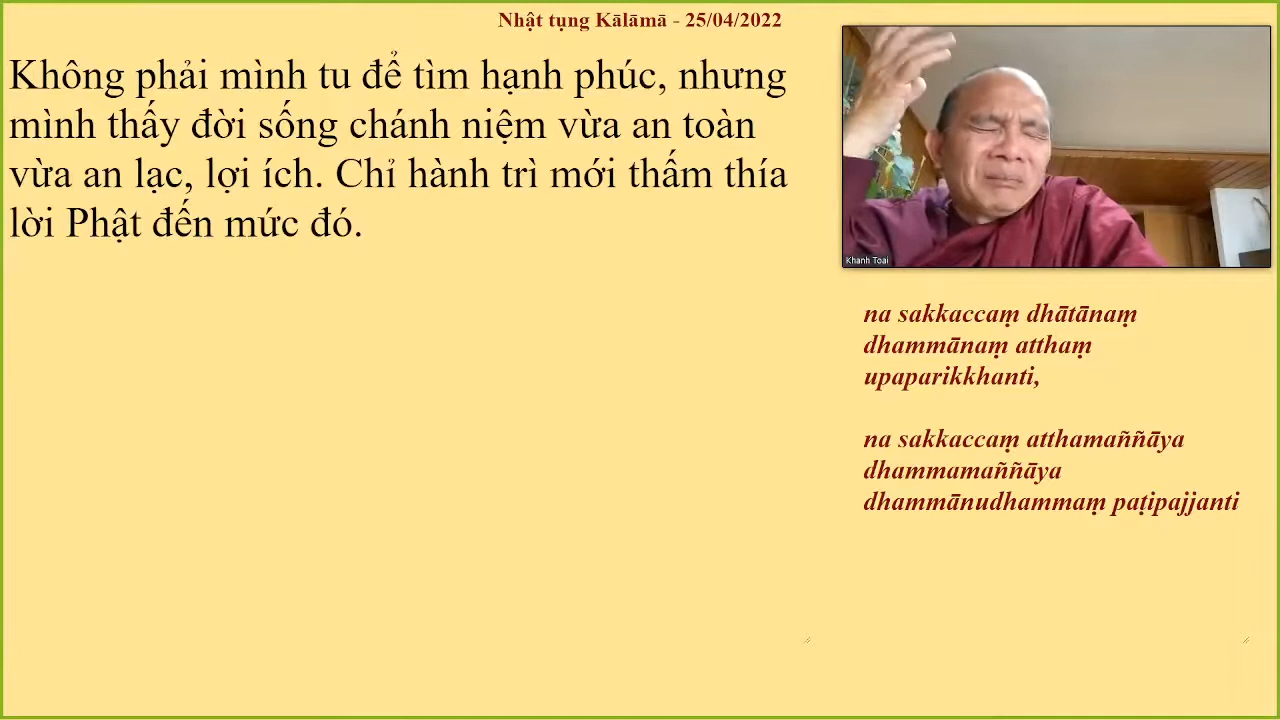 Nhật tụng Kālāmā - 25/04/2022
Không phải mình tu để tìm hạnh phúc, nhưng
mình thấy đời sống chánh niệm vừa an toàn
vừa an lạc, lợi ích. Chỉ hành trì mới thấm thía
lời Phật đến mức đó.
Khanh Toai
na sakkaccaṃ dhātānaṃ
dhammānaṃ atthaṃ
upaparikkhanti,
na sakkaccaṃ atthamaññāya
dhammamaññāya
dhammānudhammaṃ paṭipajjanti